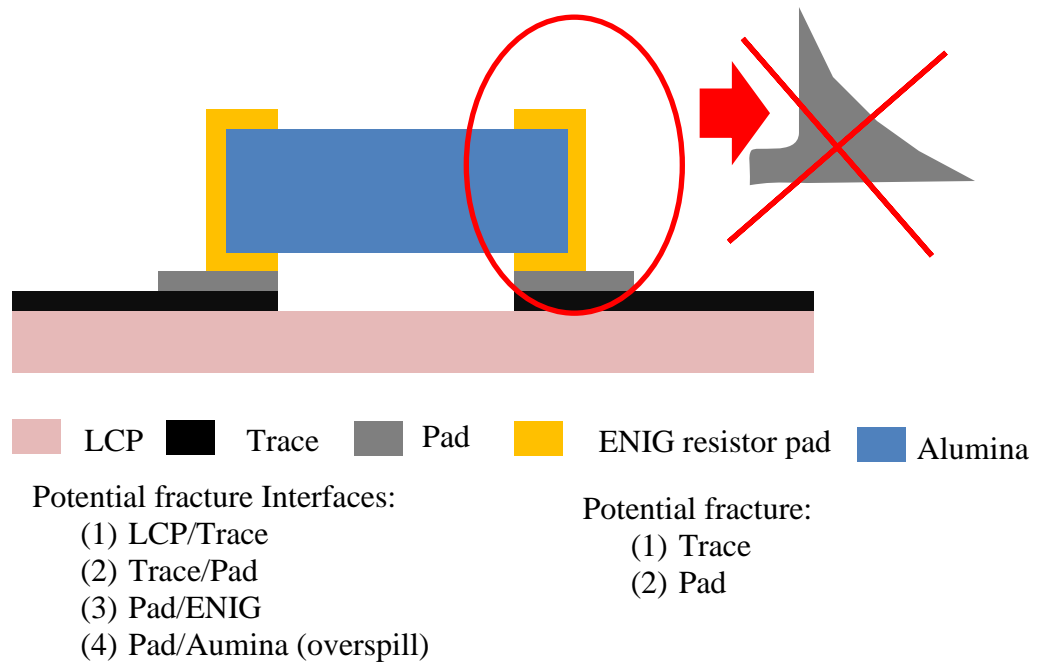 LCP Trace Pad ENIG resistor pad Alumina
Potential fracture Interfaces:
(1) LCP/Trace
(2) Trace/Pad
(3) Pad/ENIG
(4) Pad/Aumina (overspill)
Potential fracture:
(1) Trace
(2) Pad